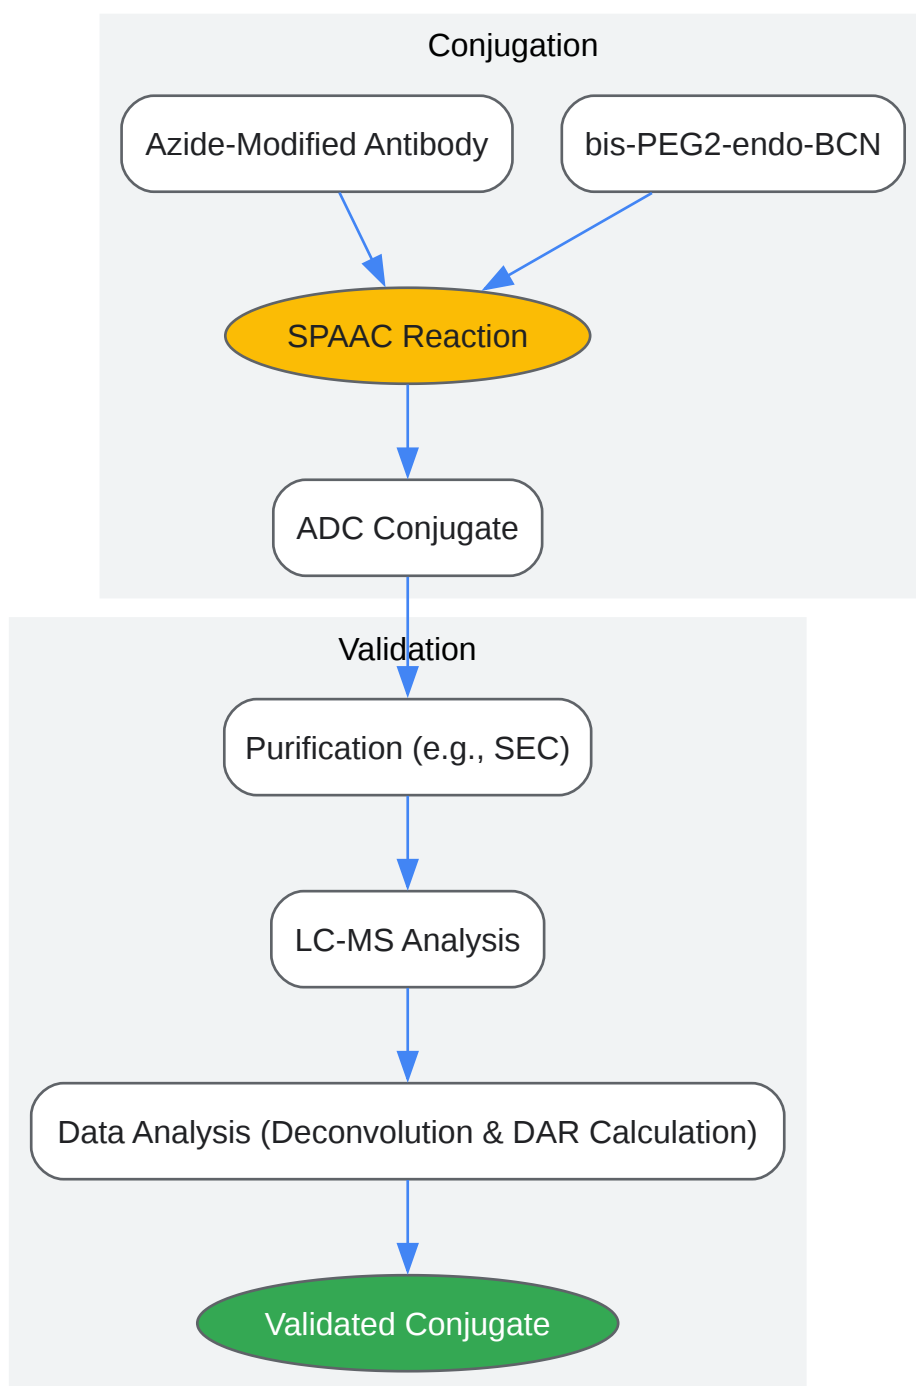 Conjugation
Azide-Modified Antibody
bis-PEG2-endo-BCN
SPAAC Reaction
ADC Conjugate
Validation
Purification (e.g., SEC)
LC-MS Analysis
Data Analysis (Deconvolution & DAR Calculation)
Validated Conjugate